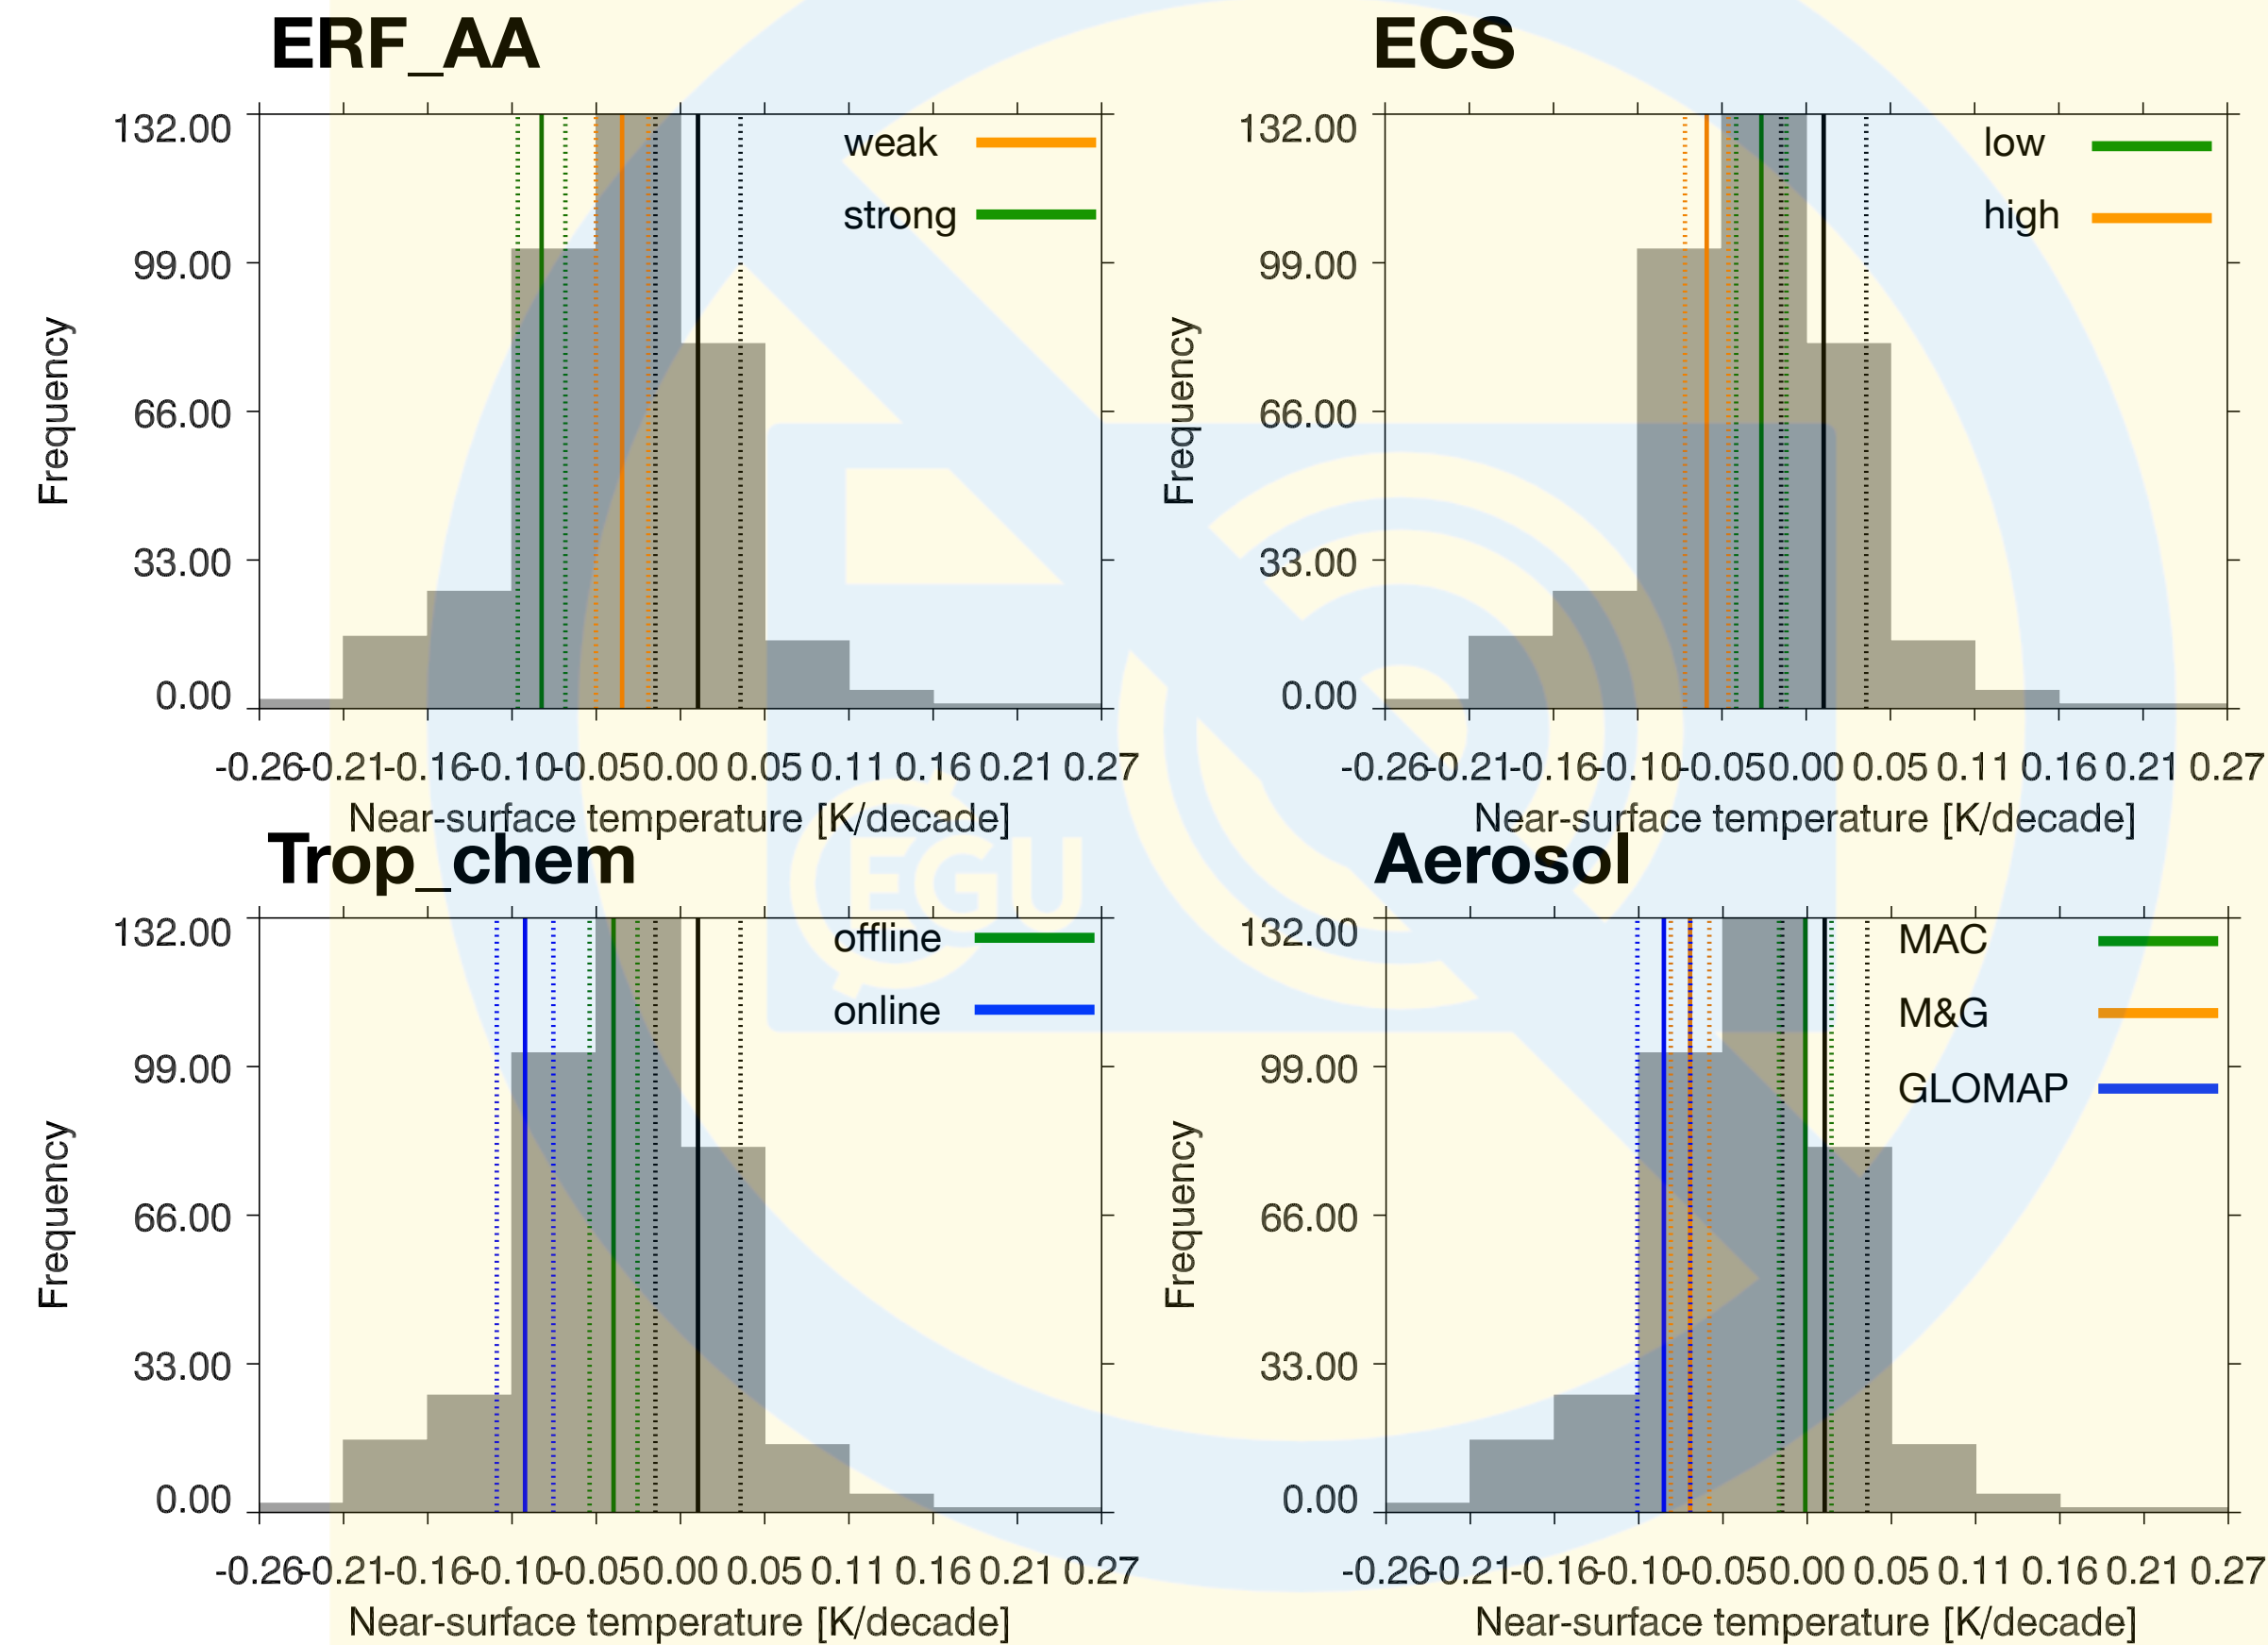 ERF_AA
132.00
99.00
66.00
33.00
0.00
Frequency
weak
strong
-0.26 -0.21 -0.16 -0.10 -0.05 0.00 0.05 0.11 0.16 0.21 0.27
Near-surface temperature [K/decade]
ECS
132.00
99.00
66.00
33.00
0.00
Frequency
low
high
-0.26 -0.21 -0.16 -0.10 -0.05 0.00 0.05 0.11 0.16 0.21 0.27
Near-surface temperature [K/decade]
Trop_chem
132.00
99.00
66.00
33.00
0.00
Frequency
offline
online
-0.26 -0.21 -0.16 -0.10 -0.05 0.00 0.05 0.11 0.16 0.21 0.27
Near-surface temperature [K/decade]
Aerosol
132.00
99.00
66.00
33.00
0.00
Frequency
MAC
M&G
GLOMAP
-0.26 -0.21 -0.16 -0.10 -0.05 0.00 0.05 0.11 0.16 0.21 0.27
Near-surface temperature [K/decade]
EGU